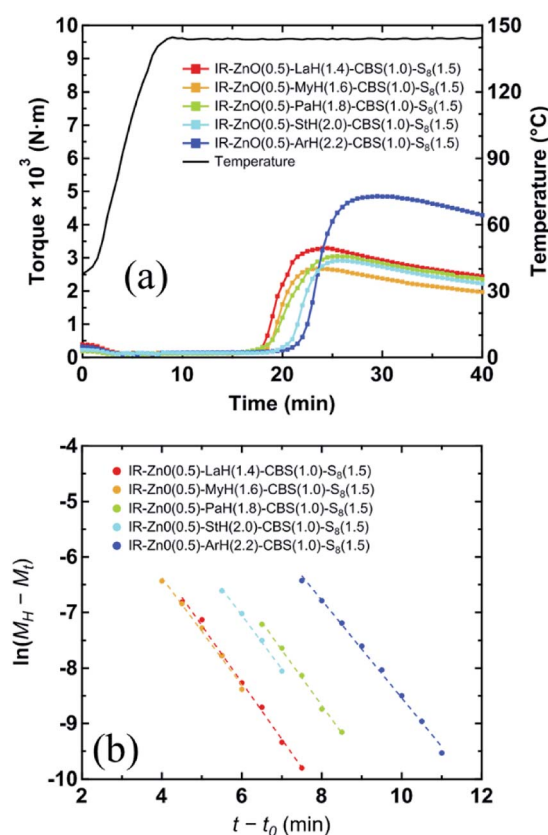 10
9
8
7
6
5
4
3
2
1
0
Torque × 10³ (N·m)
150
120
90
60
30
0
Temperature (°C)
IR-ZnO(0.5)-LaH(1.4)-CBS(1.0)-S₈(1.5)
IR-ZnO(0.5)-MyH(1.6)-CBS(1.0)-S₈(1.5)
IR-ZnO(0.5)-PaH(1.8)-CBS(1.0)-S₈(1.5)
IR-ZnO(0.5)-StH(2.0)-CBS(1.0)-S₈(1.5)
IR-ZnO(0.5)-ArH(2.2)-CBS(1.0)-S₈(1.5)
Temperature
(a)
0 10 20 30 40
Time (min)
-4
-5
-6
-7
-8
-9
-10
ln(M_H − M_t)
IR-Zn0(0.5)-LaH(1.4)-CBS(1.0)-S₈(1.5)
IR-Zn0(0.5)-MyH(1.6)-CBS(1.0)-S₈(1.5)
IR-Zn0(0.5)-PaH(1.8)-CBS(1.0)-S₈(1.5)
IR-Zn0(0.5)-StH(2.0)-CBS(1.0)-S₈(1.5)
IR-Zn0(0.5)-ArH(2.2)-CBS(1.0)-S₈(1.5)
(b)
2 4 6 8 10 12
t − t₀ (min)